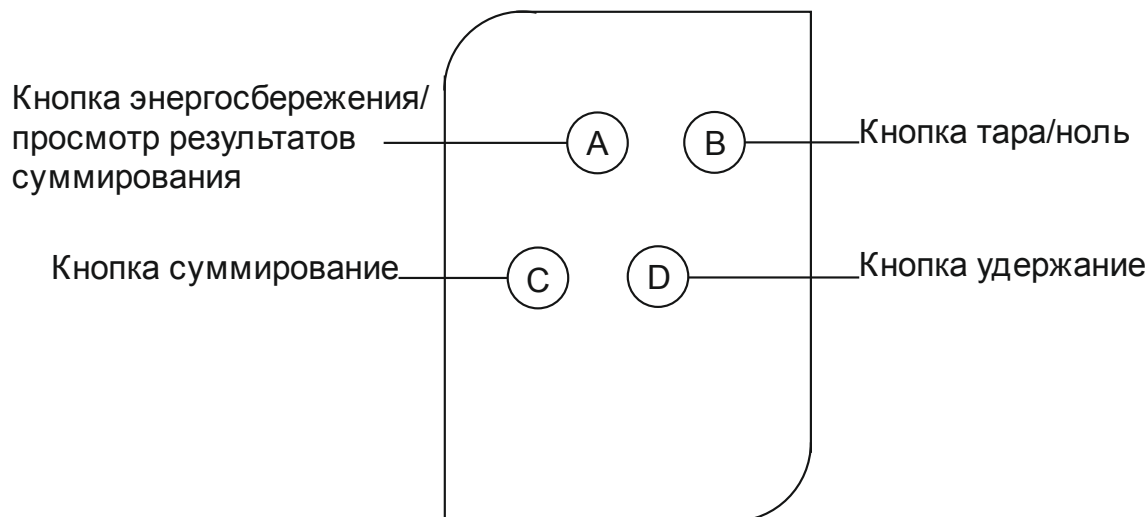 Кнопка энергосбережения/
просмотр результатов
суммирования
A
B
Кнопка тара/ноль
Кнопка суммирование
C
D
Кнопка удержание